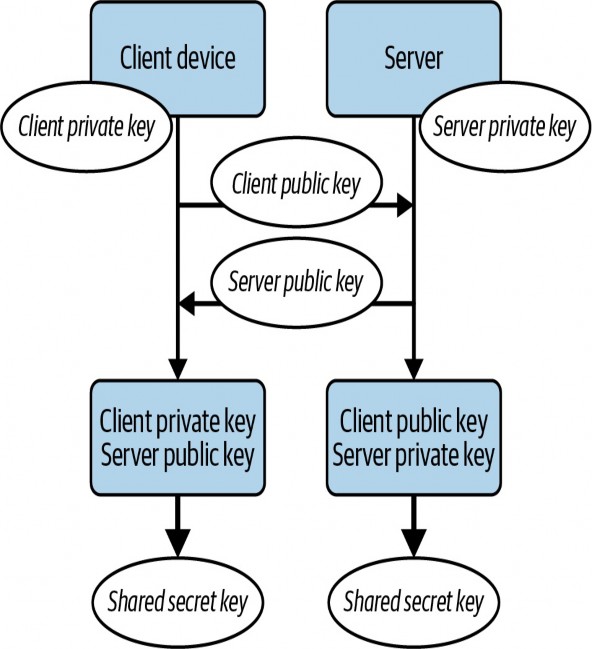 Client device
Server
Client private key
Server private key
Client public key
Server public key
Client private key
Server public key
Client public key
Server private key
Shared secret key
Shared secret key